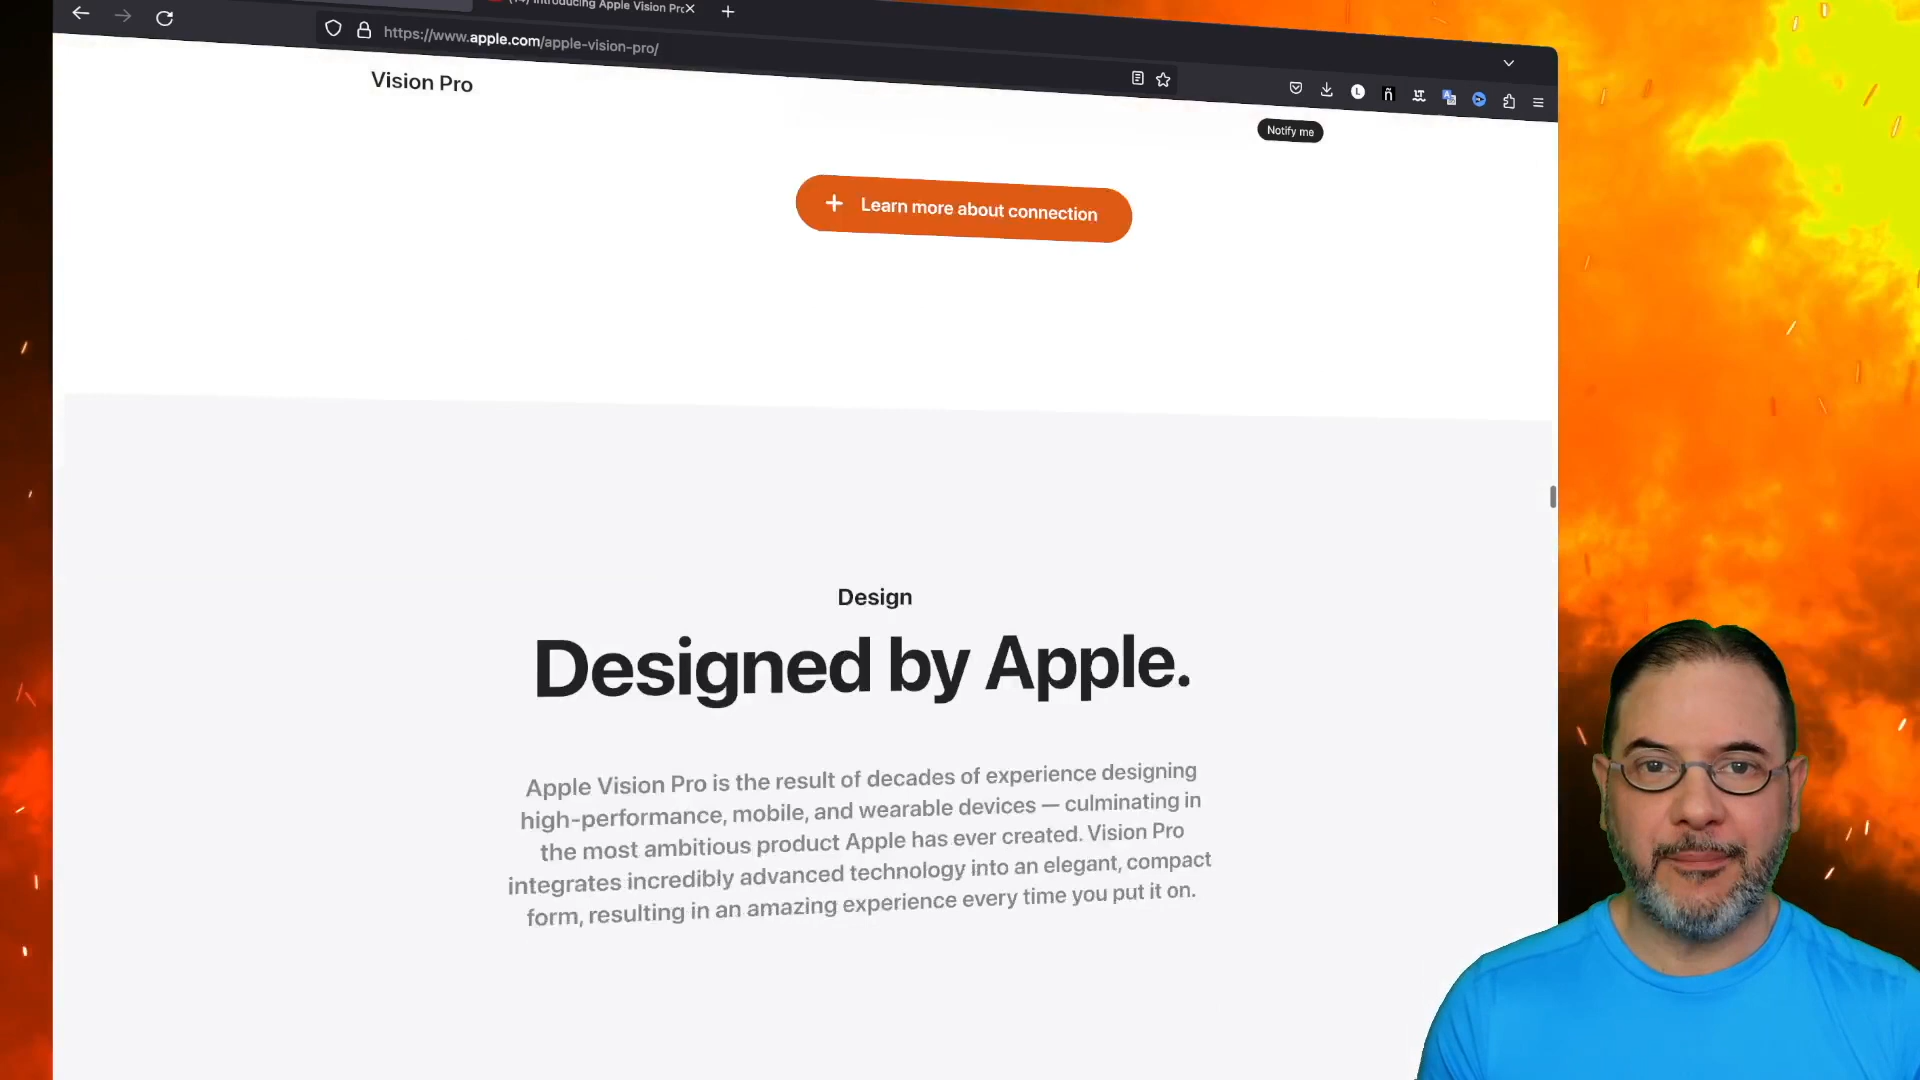 Introducing Apple Vision Pro
https://www.apple.com/apple-vision-pro/
Vision Pro
Notify me
Learn more about connection
Design
Designed by Apple.
Apple Vision Pro is the result of decades of experience designing
high-performance, mobile, and wearable devices — culminating in
the most ambitious product Apple has ever created. Vision Pro
integrates incredibly advanced technology into an elegant, compact
form, resulting in an amazing experience every time you put it on.